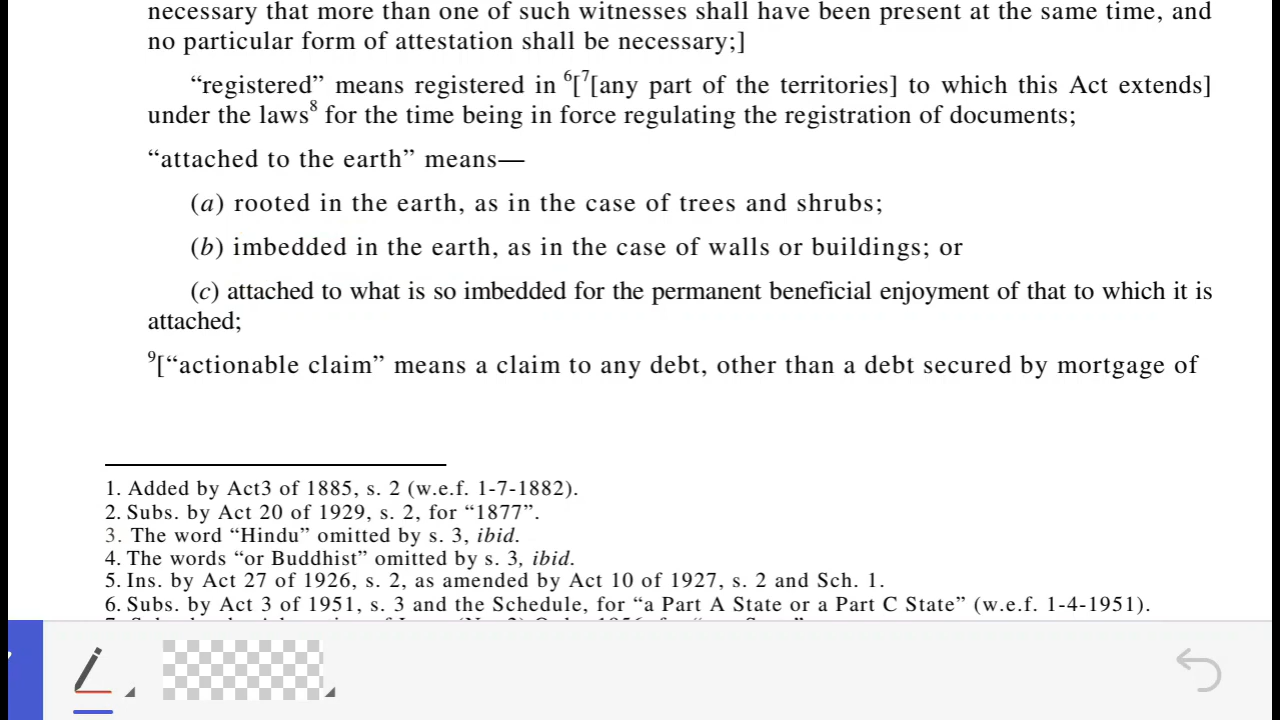 necessary that more than one of such witnesses shall have been present at the same time, and
no particular form of attestation shall be necessary;]
“registered” means registered in ⁶[⁷[any part of the territories] to which this Act extends]
under the laws⁸ for the time being in force regulating the registration of documents;
“attached to the earth” means—
(a) rooted in the earth, as in the case of trees and shrubs;
(b) imbedded in the earth, as in the case of walls or buildings; or
(c) attached to what is so imbedded for the permanent beneficial enjoyment of that to which it is
attached;
⁹[“actionable claim” means a claim to any debt, other than a debt secured by mortgage of
1. Added by Act3 of 1885, s. 2 (w.e.f. 1-7-1882).
2. Subs. by Act 20 of 1929, s. 2, for “1877”.
3. The word “Hindu” omitted by s. 3, ibid.
4. The words “or Buddhist” omitted by s. 3, ibid.
5. Ins. by Act 27 of 1926, s. 2, as amended by Act 10 of 1927, s. 2 and Sch. 1.
6. Subs. by Act 3 of 1951, s. 3 and the Schedule, for “a Part A State or a Part C State” (w.e.f. 1-4-1951).